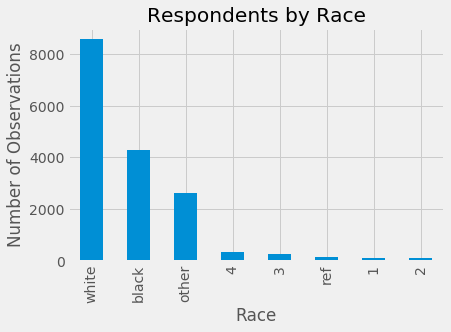 Respondents by Race
Number of Observations
8000
6000
4000
2000
0
white
black
other
4
3
ref
1
2
Race